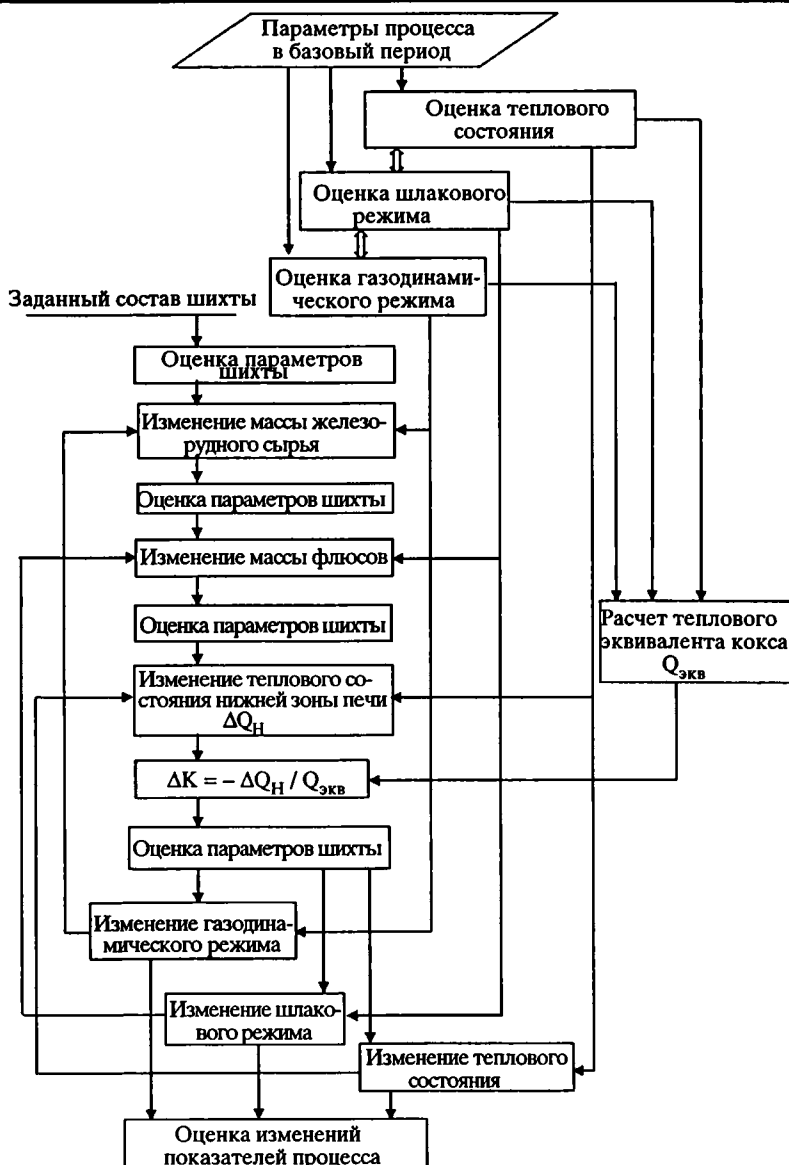 Параметры процесса
в базовый период
Оценка теплового
состояния
Оценка шлакового
режима
Оценка газодинами-
ческого режима
Заданный состав шихты
Оценка параметров
шихты
Изменение массы железо-
рудного сырья
Оценка параметров шихты
Изменение массы флюсов
Оценка параметров шихты
Расчет теплового
эквивалента кокса
Qэкв
Изменение теплового со-
стояния нижней зоны печи
ΔQН
ΔK = − ΔQН / Qэкв
Оценка параметров шихты
Изменение газодина-
мического режима
Изменение шлако-
вого режима
Изменение теплового
состояния
Оценка изменений
показателей процесса